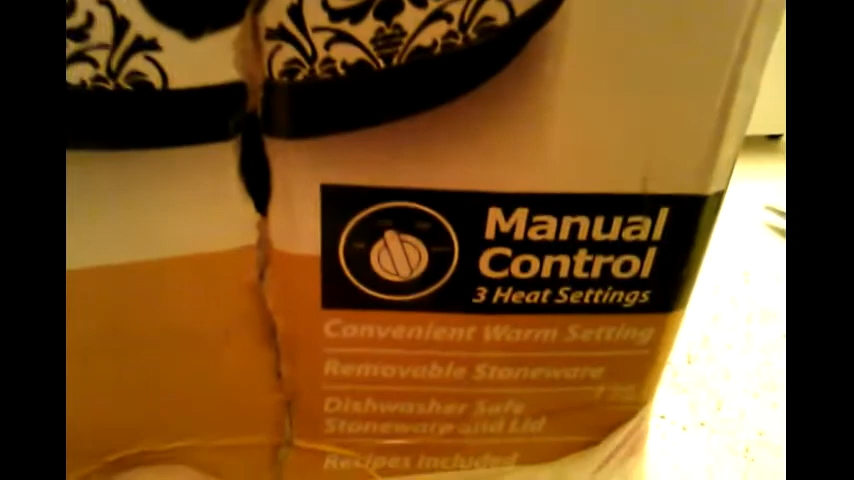 Manual
Control
3 Heat Settings
Convenient Warm Setting
Removable Stoneware
Dishwasher Safe
Stoneware and Lid
Recipes Included